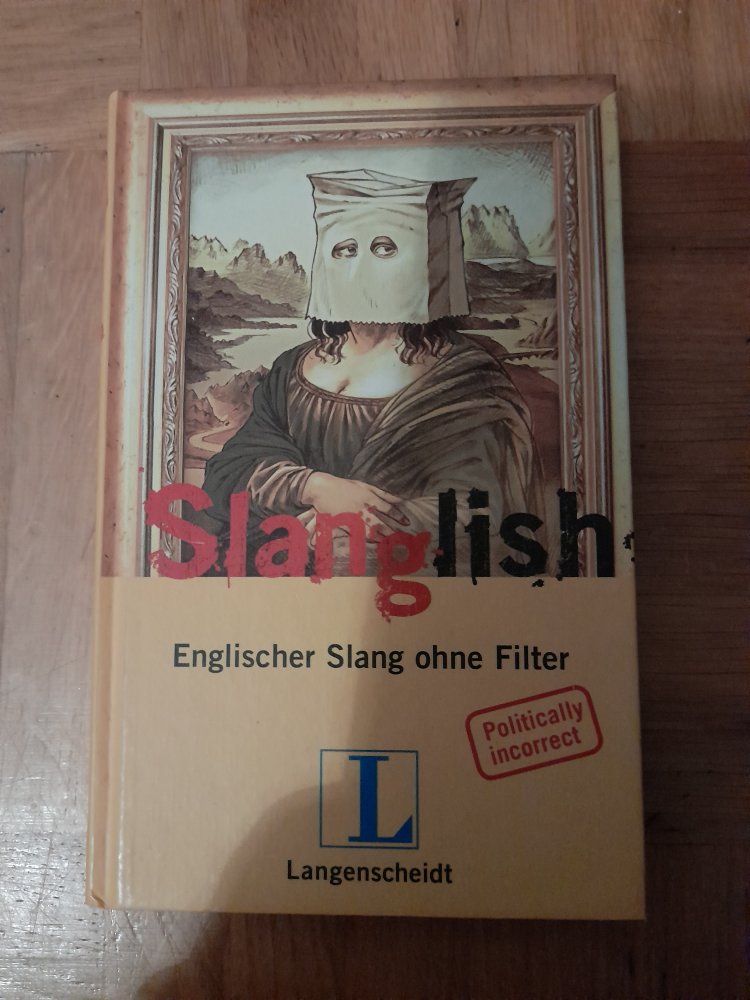 Slanglish
Englischer Slang ohne Filter
Politically
incorrect
L
Langenscheidt